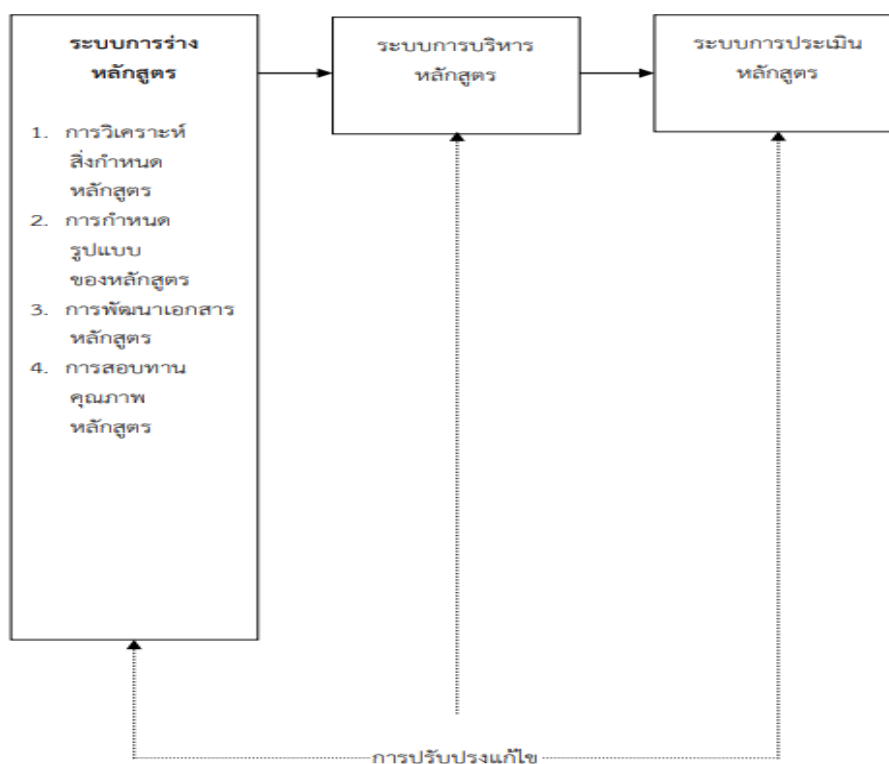 ระบบการร่าง
หลักสูตร
1. การวิเคราะห์
สิ่งกำหนด
หลักสูตร
2. การกำหนด
รูปแบบ
ของหลักสูตร
3. การพัฒนาเอกสาร
หลักสูตร
4. การสอบทาน
คุณภาพ
หลักสูตร
ระบบการบริหาร
หลักสูตร
ระบบการประเมิน
หลักสูตร
การปรับปรงแก้ไข